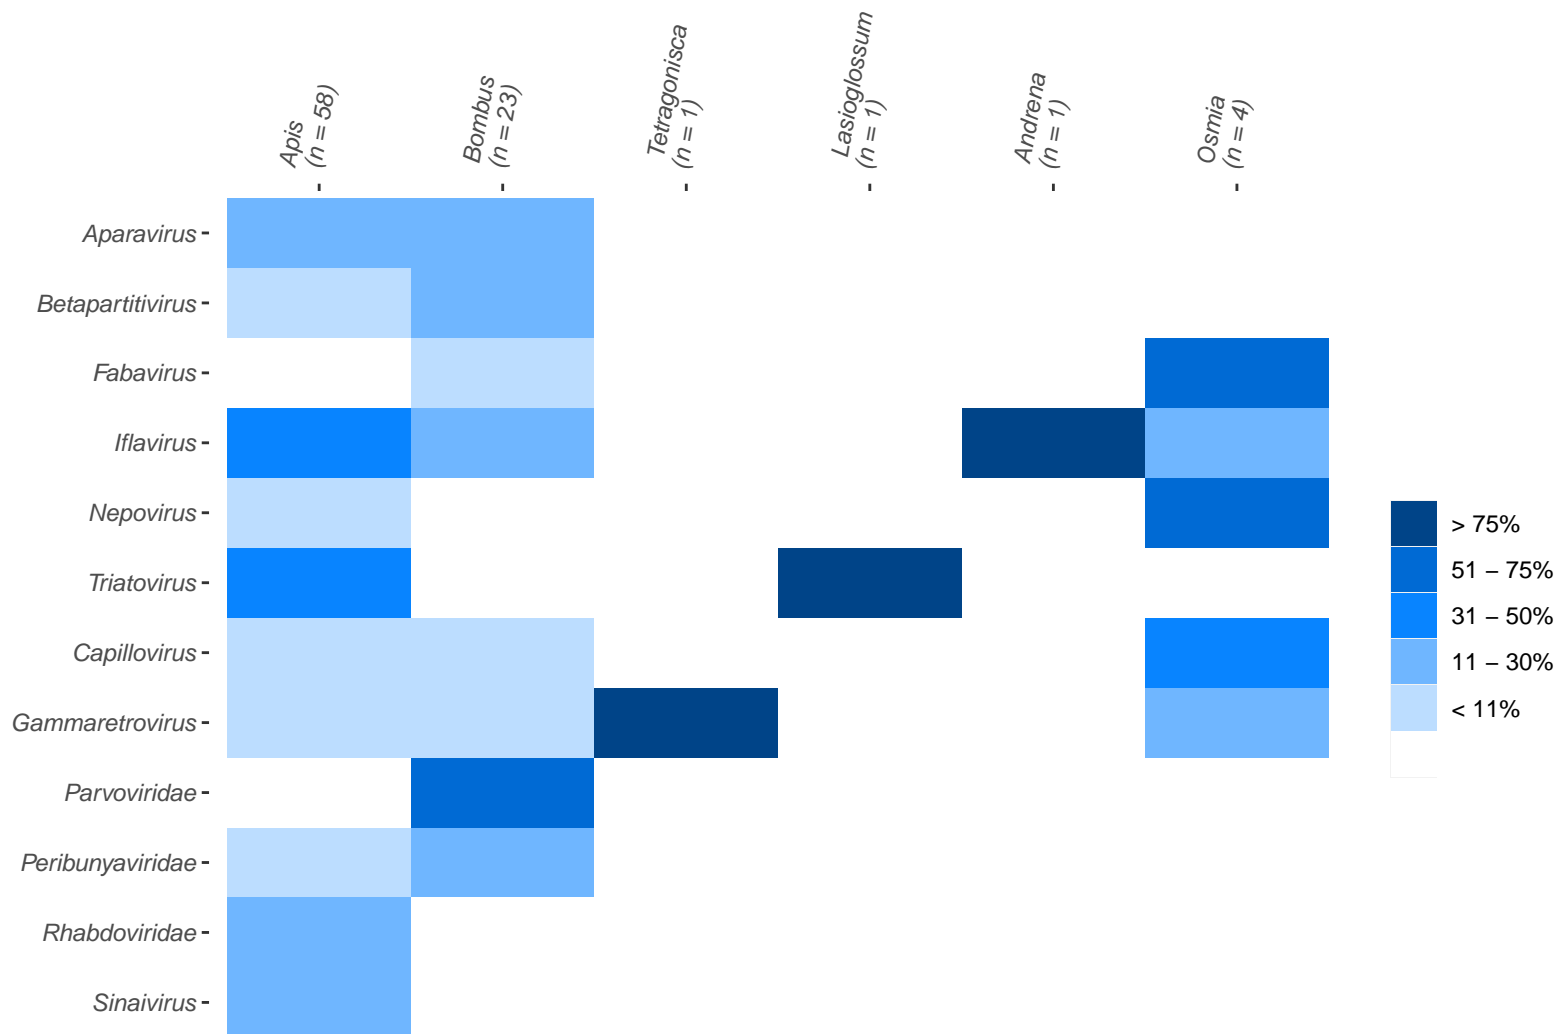 Apis
(n = 58)
Bombus
(n = 23)
Tetragonisca
(n = 1)
Lasioglossum
(n = 1)
Andrena
(n = 1)
Osmia
(n = 4)
Aparavirus
Betapartitivirus
Fabavirus
Iflavirus
Nepovirus
Triatovirus
Capillovirus
Gammaretrovirus
Parvoviridae
Peribunyaviridae
Rhabdoviridae
Sinaivirus
> 75%
51 – 75%
31 – 50%
11 – 30%
< 11%